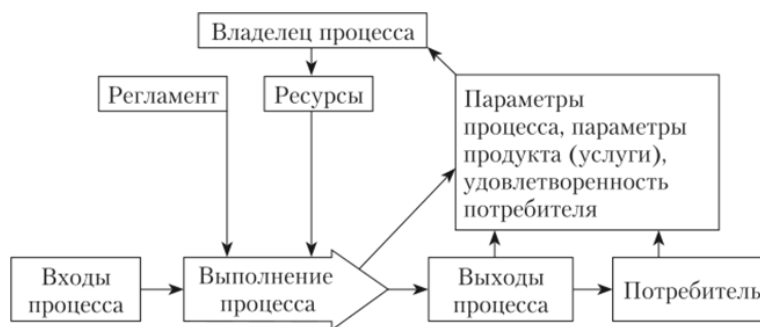 Владелец процесса
Регламент
Ресурсы
Параметры
процесса, параметры
продукта (услуги),
удовлетворенность
потребителя
Входы
процесса
Выполнение
процесса
Выходы
процесса
Потребитель